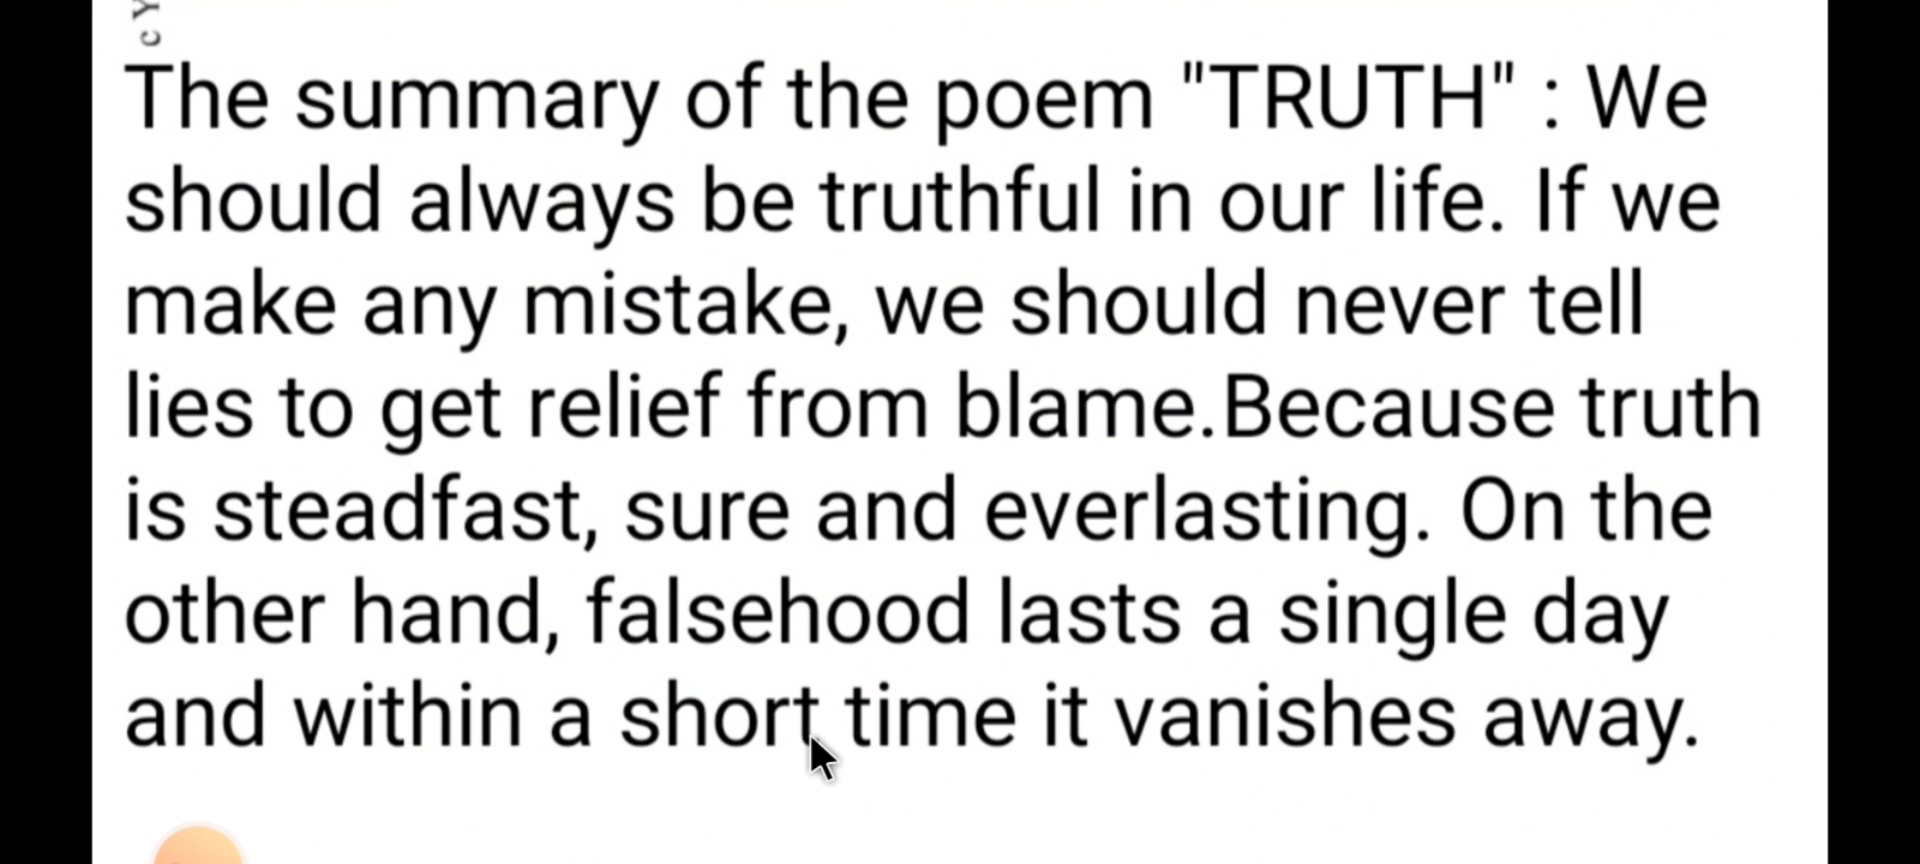 c Y
The summary of the poem "TRUTH" : We
should always be truthful in our life. If we
make any mistake, we should never tell
lies to get relief from blame.Because truth
is steadfast, sure and everlasting. On the
other hand, falsehood lasts a single day
and within a short time it vanishes away.